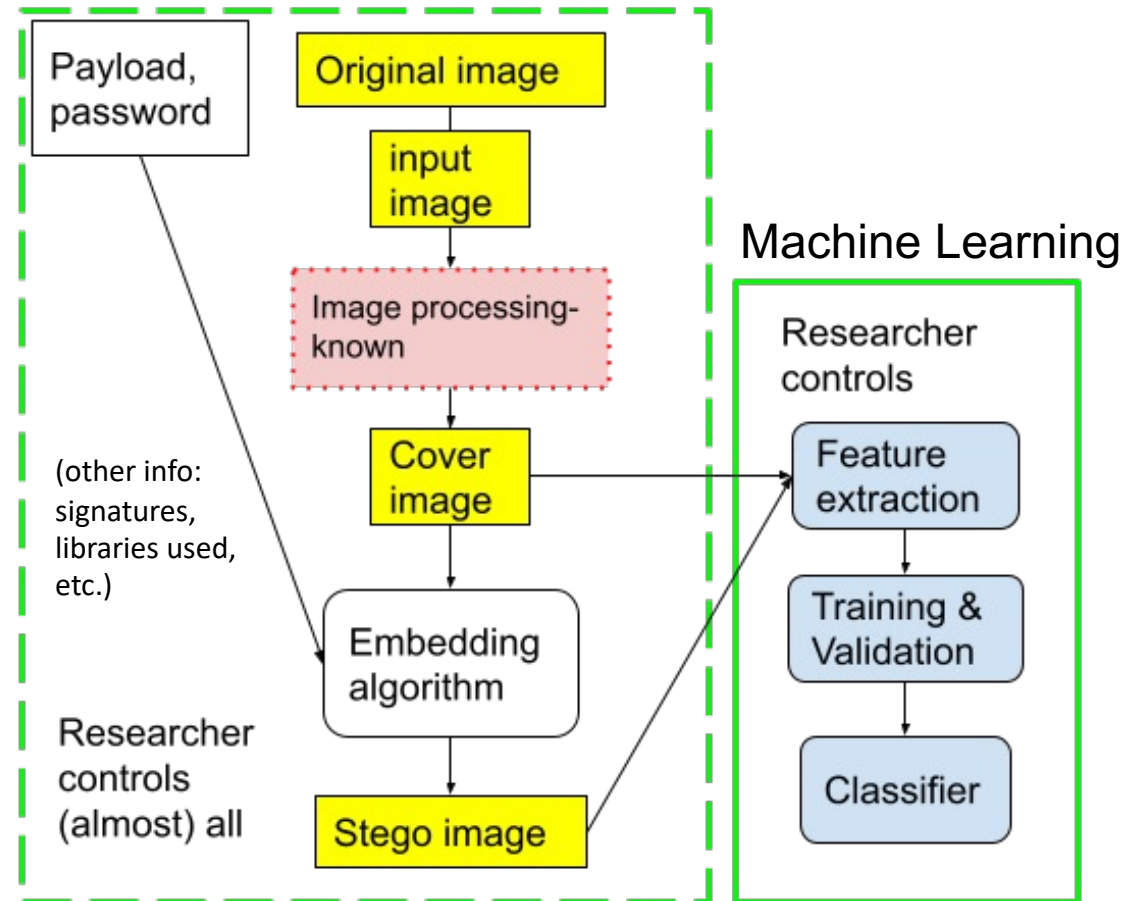 Payload,
password
Original image
input
image
Image processing-
known
Cover
image
(other info:
signatures,
libraries used,
etc.)
Embedding
algorithm
Researcher
controls
(almost) all
Stego image
Machine Learning
Researcher
controls
Feature
extraction
Training &
Validation
Classifier